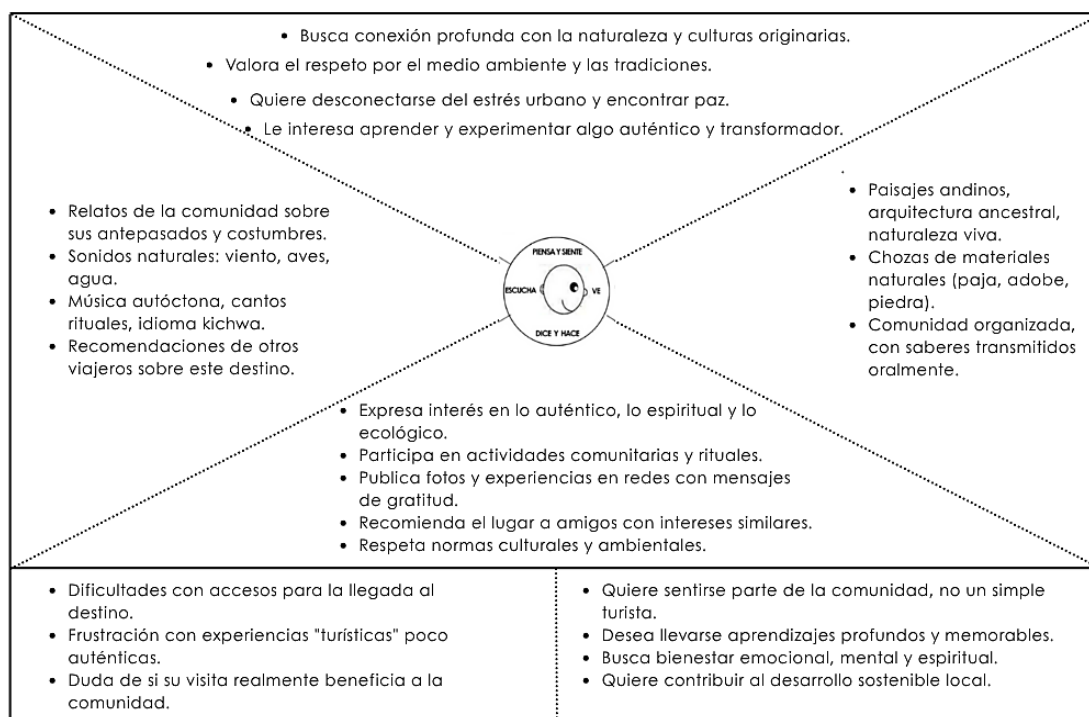 • Busca conexión profunda con la naturaleza y culturas originarias.
• Valora el respeto por el medio ambiente y las tradiciones.
• Quiere desconectarse del estrés urbano y encontrar paz.
• Le interesa aprender y experimentar algo auténtico y transformador.
• Relatos de la comunidad sobre
sus antepasados y costumbres.
• Sonidos naturales: viento, aves,
agua.
• Música autóctona, cantos
rituales, idioma kichwa.
• Recomendaciones de otros
viajeros sobre este destino.
PIENSA Y SIENTE
ESCUCHA
VE
DICE Y HACE
• Paisajes andinos,
arquitectura ancestral,
naturaleza viva.
• Chozas de materiales
naturales (paja, adobe,
piedra).
• Comunidad organizada,
con saberes transmitidos
oralmente.
• Expresa interés en lo auténtico, lo espiritual y lo
ecológico.
• Participa en actividades comunitarias y rituales.
• Publica fotos y experiencias en redes con mensajes
de gratitud.
• Recomienda el lugar a amigos con intereses similares.
• Respeta normas culturales y ambientales.
• Dificultades con accesos para la llegada al
destino.
• Frustración con experiencias "turísticas" poco
auténticas.
• Duda de si su visita realmente beneficia a la
comunidad.
• Quiere sentirse parte de la comunidad, no un simple
turista.
• Desea llevarse aprendizajes profundos y memorables.
• Busca bienestar emocional, mental y espiritual.
• Quiere contribuir al desarrollo sostenible local.